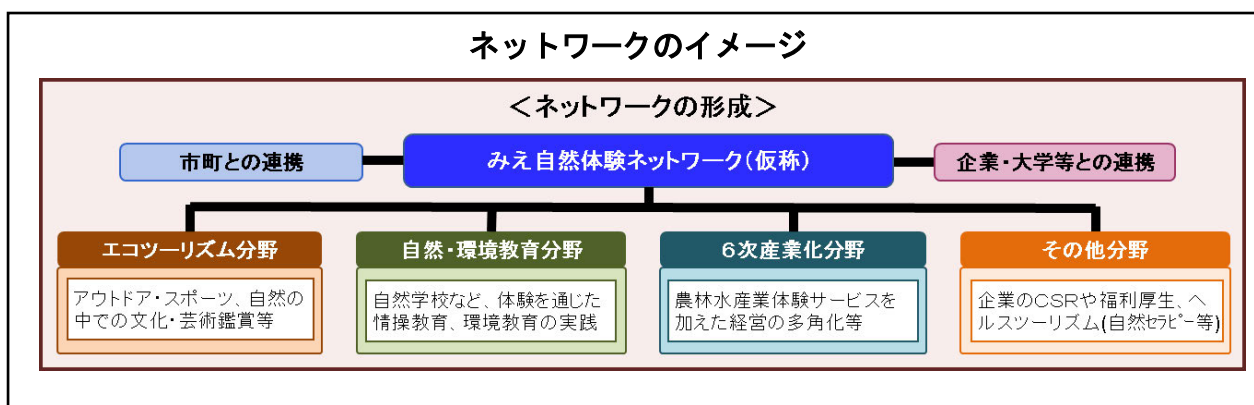 ネットワークのイメージ
＜ネットワークの形成＞
市町との連携
みえ自然体験ネットワーク（仮称）
企業・大学等との連携
エコツーリズム分野
アウトドア・スポーツ、自然の
中での文化・芸術鑑賞等
自然・環境教育分野
自然学校など、体験を通じた
情操教育、環境教育の実践
６次産業化分野
農林水産業体験サービスを
加えた経営の多角化等
その他分野
企業のＣＳＲや福利厚生、ヘ
ルスツーリズム(自然ｾﾗﾋﾟｰ等)